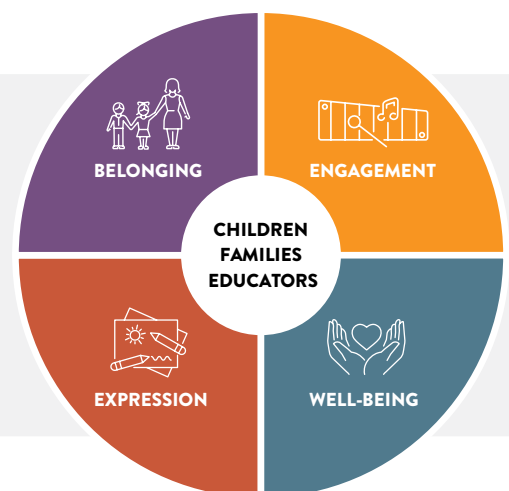 BELONGING
ENGAGEMENT
CHILDREN
FAMILIES
EDUCATORS
EXPRESSION
WELL-BEING